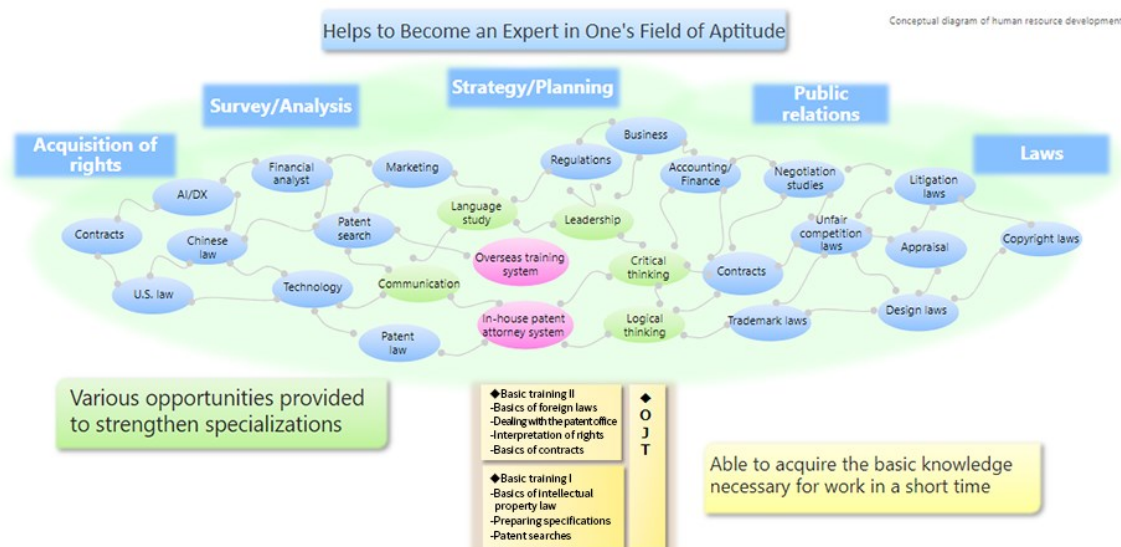 Helps to Become an Expert in One's Field of Aptitude
Conceptual diagram of human resource development
Strategy/Planning
Survey/Analysis
Public
relations
Acquisition of
rights
Laws
Business
Regulations
Financial
analyst
Marketing
Accounting/
Finance
Negotiation
studies
Litigation
laws
AI/DX
Language
study
Leadership
Contracts
Chinese
law
Patent
search
Unfair
competition
laws
Appraisal
Copyright laws
Overseas training
system
Critical
thinking
Contracts
U.S. law
Technology
Communication
In-house patent
attorney system
Logical
thinking
Trademark laws
Design laws
Patent
law
Various opportunities provided
to strengthen specializations
◆Basic training II
-Basics of foreign laws
-Dealing with the patent office
-Interpretation of rights
-Basics of contracts
◆
O
J
T
◆Basic training I
-Basics of intellectual
property law
-Preparing specifications
-Patent searches
Able to acquire the basic knowledge
necessary for work in a short time